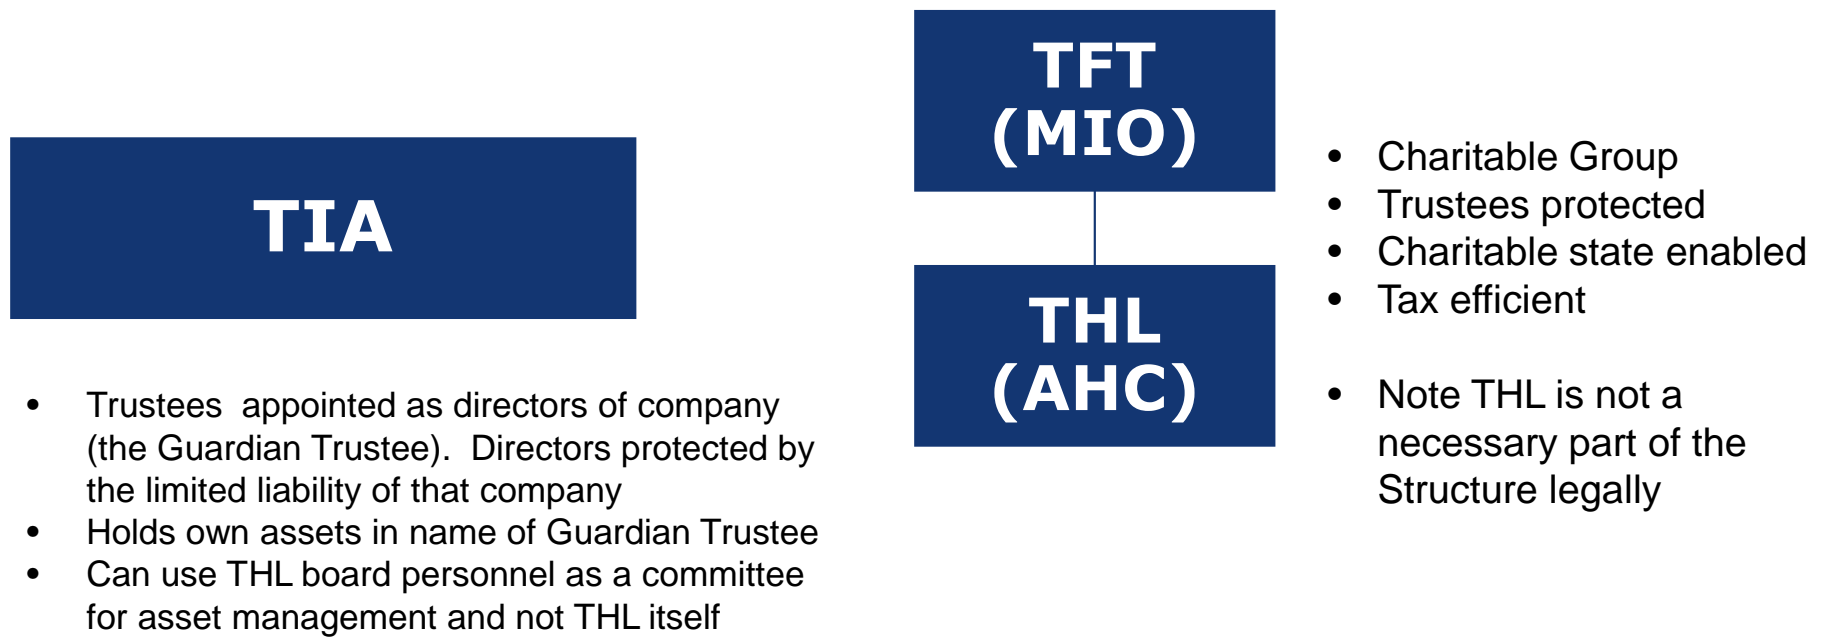 TIA
• Trustees appointed as directors of company
(the Guardian Trustee). Directors protected by
the limited liability of that company
• Holds own assets in name of Guardian Trustee
• Can use THL board personnel as a committee
for asset management and not THL itself
TFT
(MIO)
THL
(AHC)
• Charitable Group
• Trustees protected
• Charitable state enabled
• Tax efficient
• Note THL is not a
necessary part of the
Structure legally